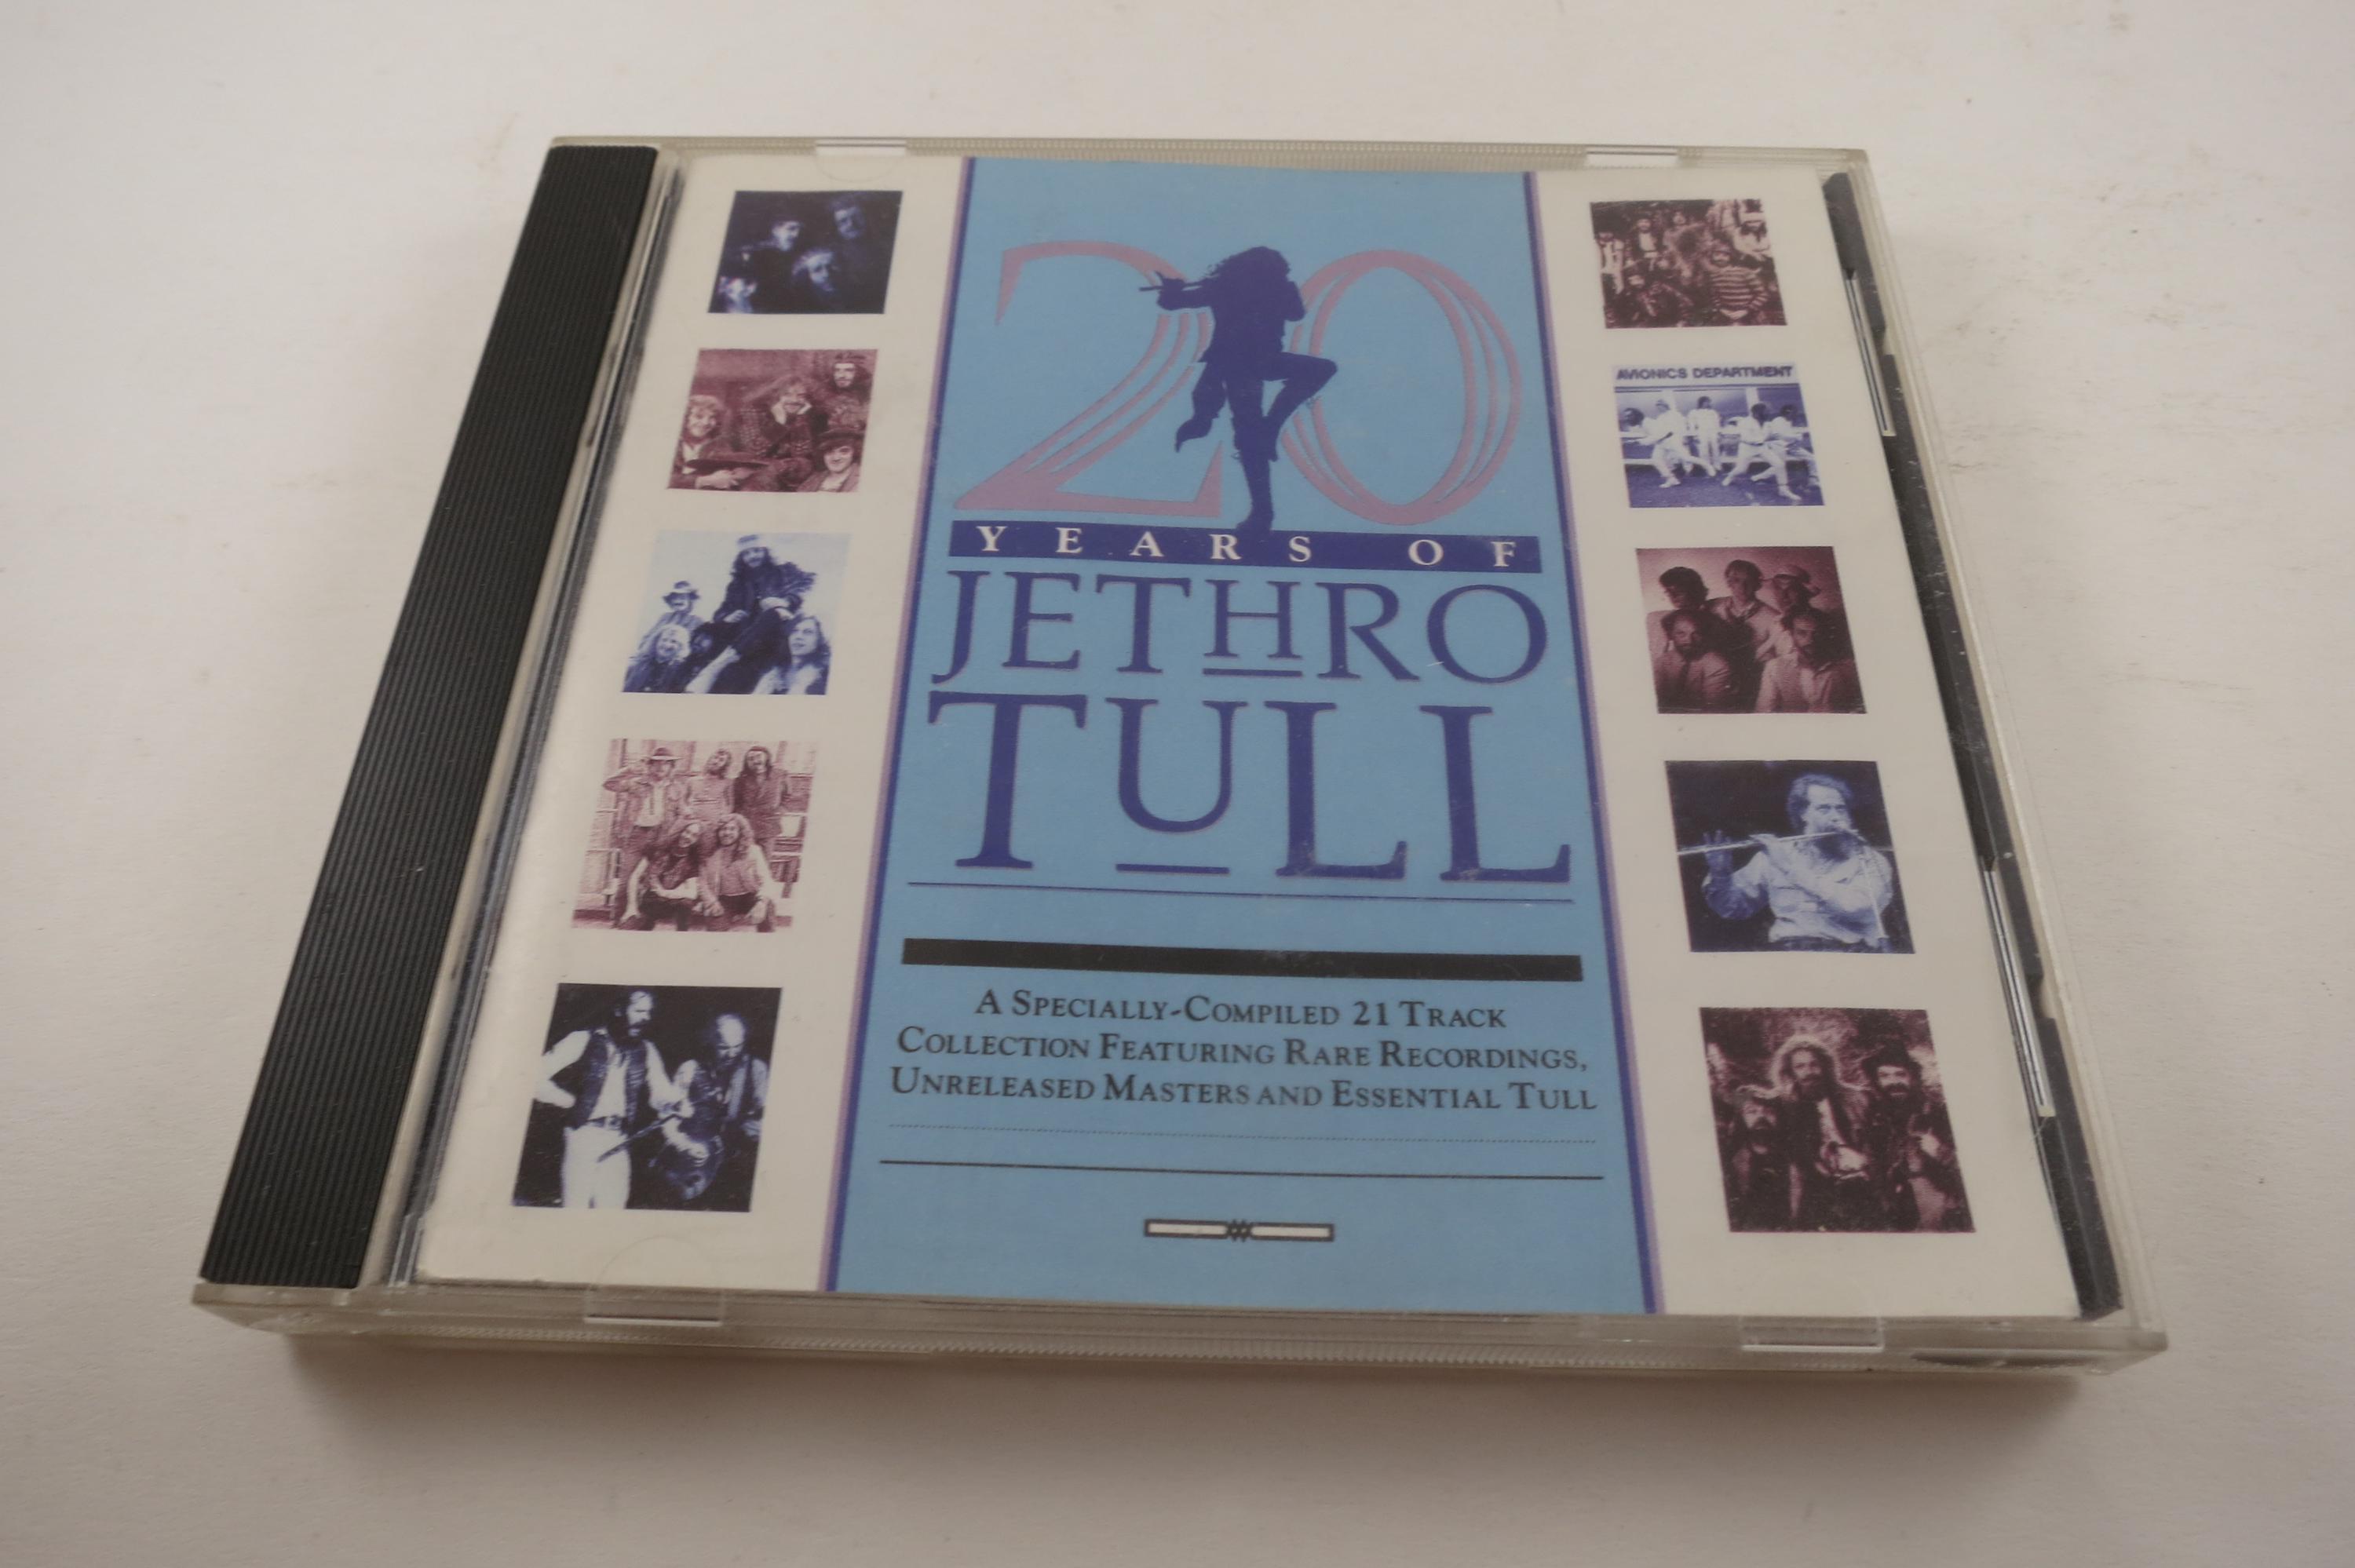 20
YEARS OF
JETHRO
TULL
A SPECIALLY-COMPILED 21 TRACK
COLLECTION FEATURING RARE RECORDINGS,
UNRELEASED MASTERS AND ESSENTIAL TULL
AVIONICS DEPARTMENT